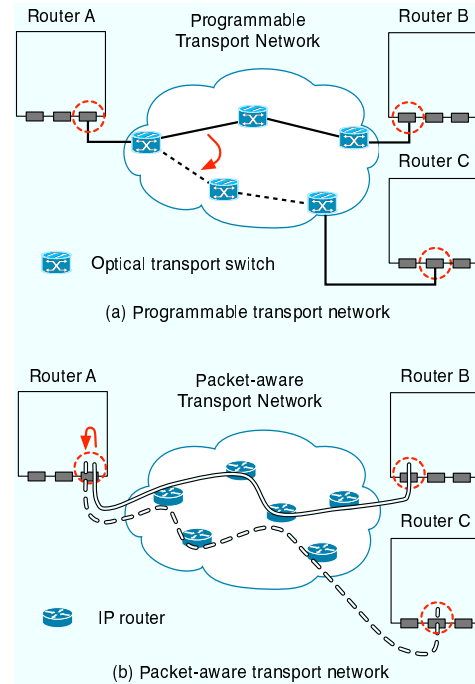 Router A
Programmable
Transport Network
Router B
Router C
Optical transport switch
(a) Programmable transport network
Router A
Packet-aware
Transport Network
Router B
Router C
IP router
(b) Packet-aware transport network